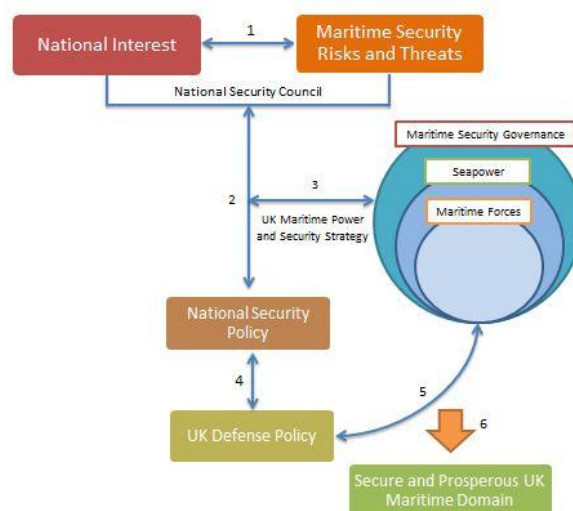 National Interest
1
Maritime Security
Risks and Threats
National Security Council
Maritime Security Governance
Seapower
Maritime Forces
2
3
UK Maritime Power
and Security Strategy
National Security
Policy
4
5
UK Defense Policy
6
Secure and Prosperous UK
Maritime Domain